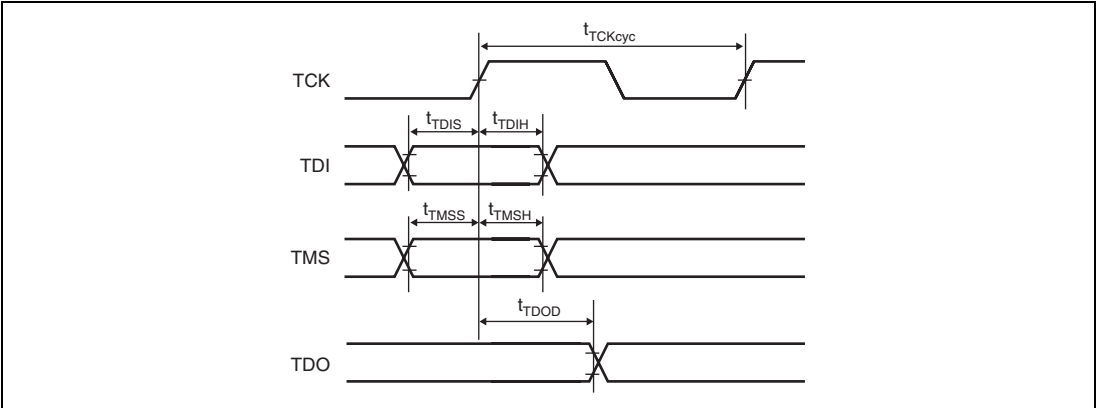 tTCKcyc
TCK
tTDIS tTDIH
TDI
tTMSS tTMSH
TMS
tTDOD
TDO